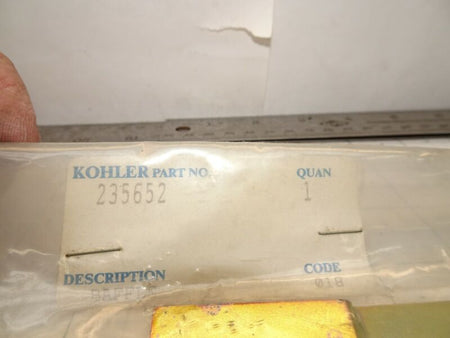 KOHLER PART NO. QUAN
235652 1
DESCRIPTION CODE
018